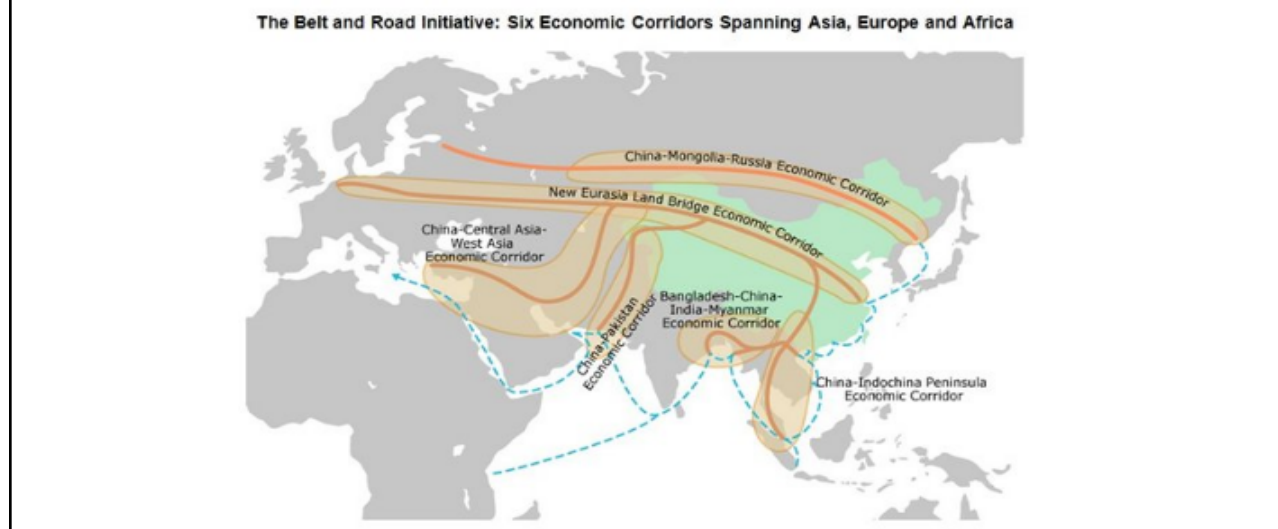 The Belt and Road Initiative: Six Economic Corridors Spanning Asia, Europe and Africa
China-Mongolia-Russia Economic Corridor
New Eurasia Land Bridge Economic Corridor
China-Central Asia-
West Asia
Economic Corridor
China-Pakistan
Economic Corridor
Bangladesh-China-
India-Myanmar
Economic Corridor
China-Indochina Peninsula
Economic Corridor